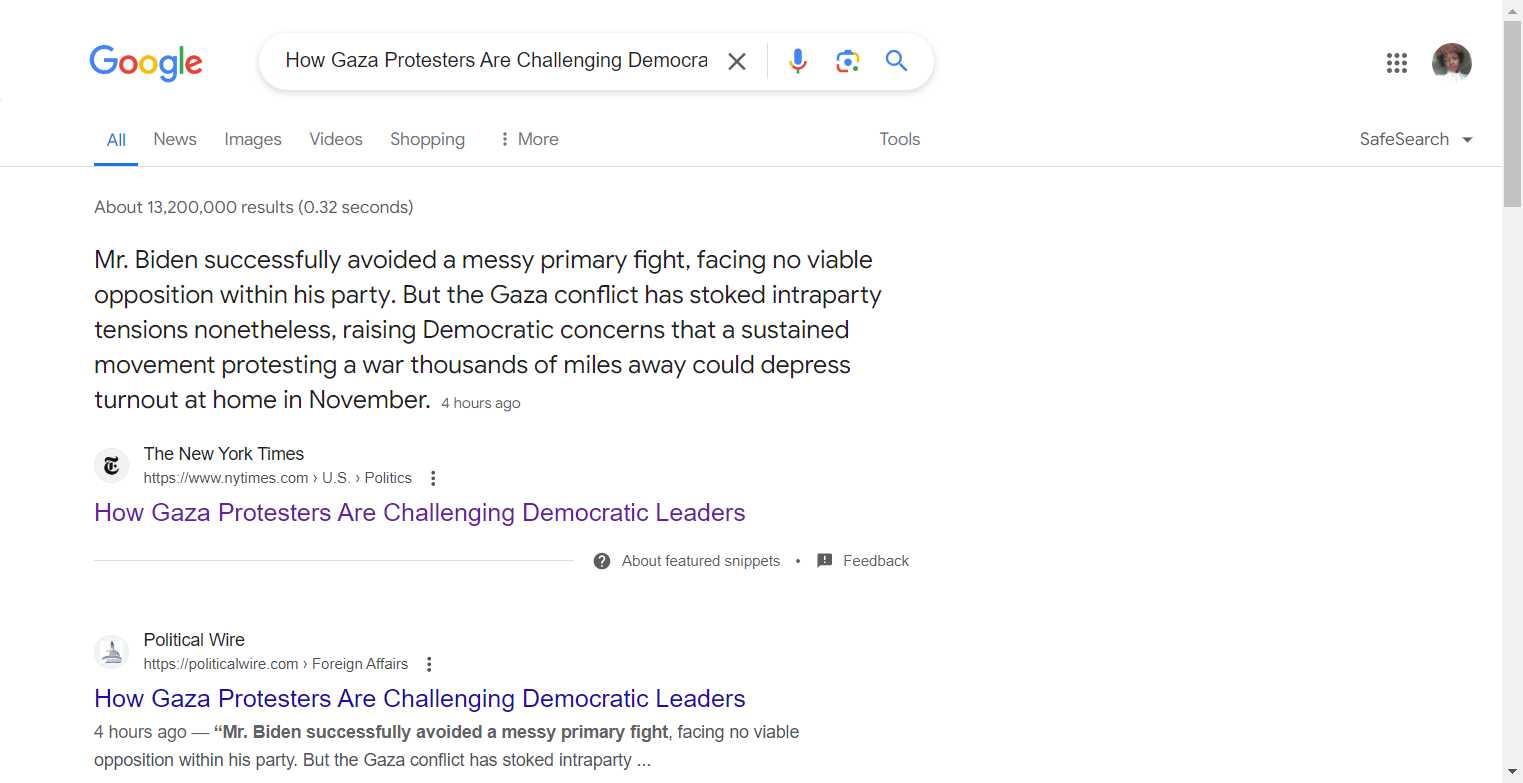 Google
How Gaza Protesters Are Challenging Democra
All News Images Videos Shopping More Tools SafeSearch
About 13,200,000 results (0.32 seconds)
Mr. Biden successfully avoided a messy primary fight, facing no viable
opposition within his party. But the Gaza conflict has stoked intraparty
tensions nonetheless, raising Democratic concerns that a sustained
movement protesting a war thousands of miles away could depress
turnout at home in November. 4 hours ago
The New York Times
https://www.nytimes.com › U.S. › Politics
How Gaza Protesters Are Challenging Democratic Leaders
About featured snippets • Feedback
Political Wire
https://politicalwire.com › Foreign Affairs
How Gaza Protesters Are Challenging Democratic Leaders
4 hours ago — “Mr. Biden successfully avoided a messy primary fight, facing no viable
opposition within his party. But the Gaza conflict has stoked intraparty ...